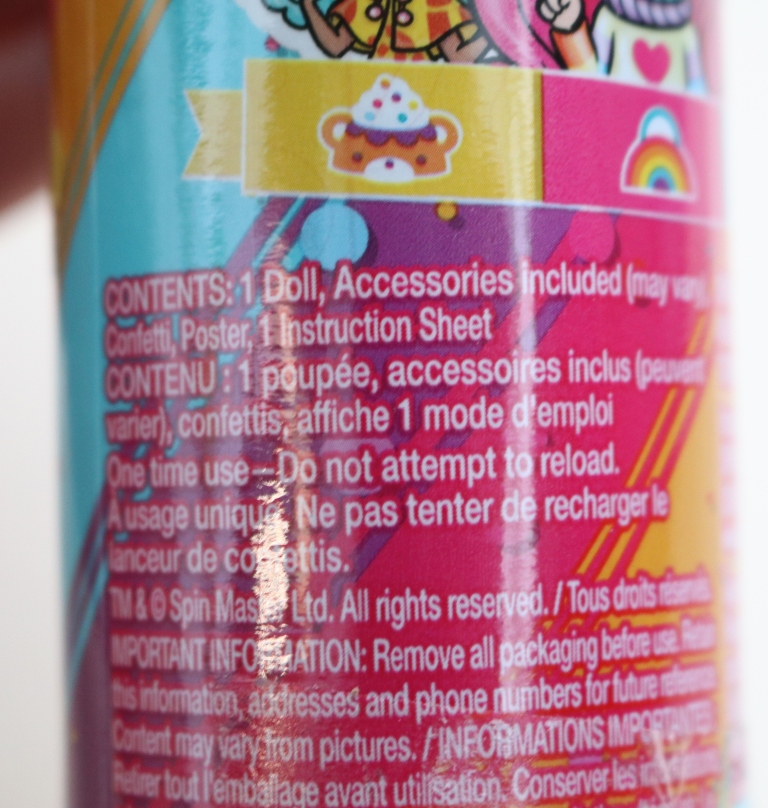 CONTENTS: 1 Doll, Accessories included (may vary),
Confetti, Poster, 1 Instruction Sheet
CONTENU : 1 poupée, accessoires inclus (peuvent
varier), confettis, affiche 1 mode d'emploi
One time use - Do not attempt to reload.
À usage unique. Ne pas tenter de recharger le
lanceur de confettis.
TM & © Spin Master Ltd. All rights reserved. / Tous droits réservés.
IMPORTANT INFORMATION: Remove all packaging before use. Retain
this information, addresses and phone numbers for future reference.
Content may vary from pictures. / INFORMATIONS IMPORTANTES
Retirer tout l'emballage avant utilisation. Conserver les